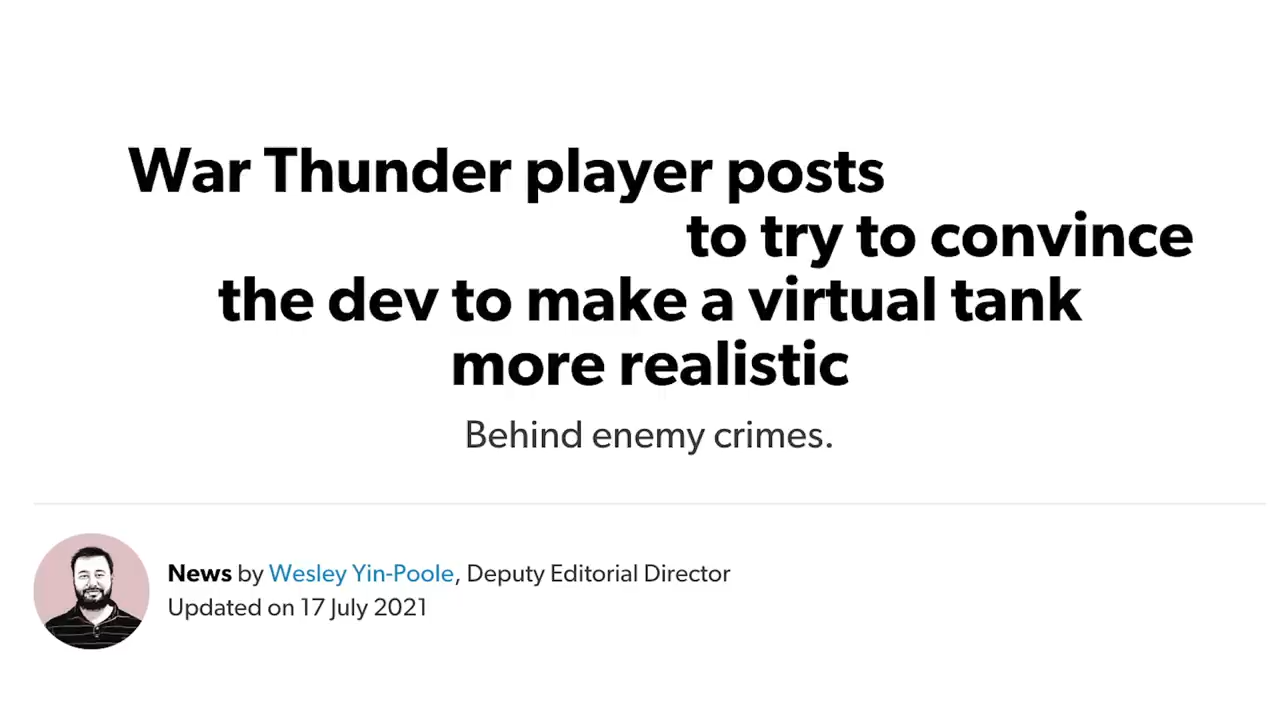 War Thunder player posts
to try to convince
the dev to make a virtual tank
more realistic
Behind enemy crimes.
News by Wesley Yin-Poole, Deputy Editorial Director
Updated on 17 July 2021